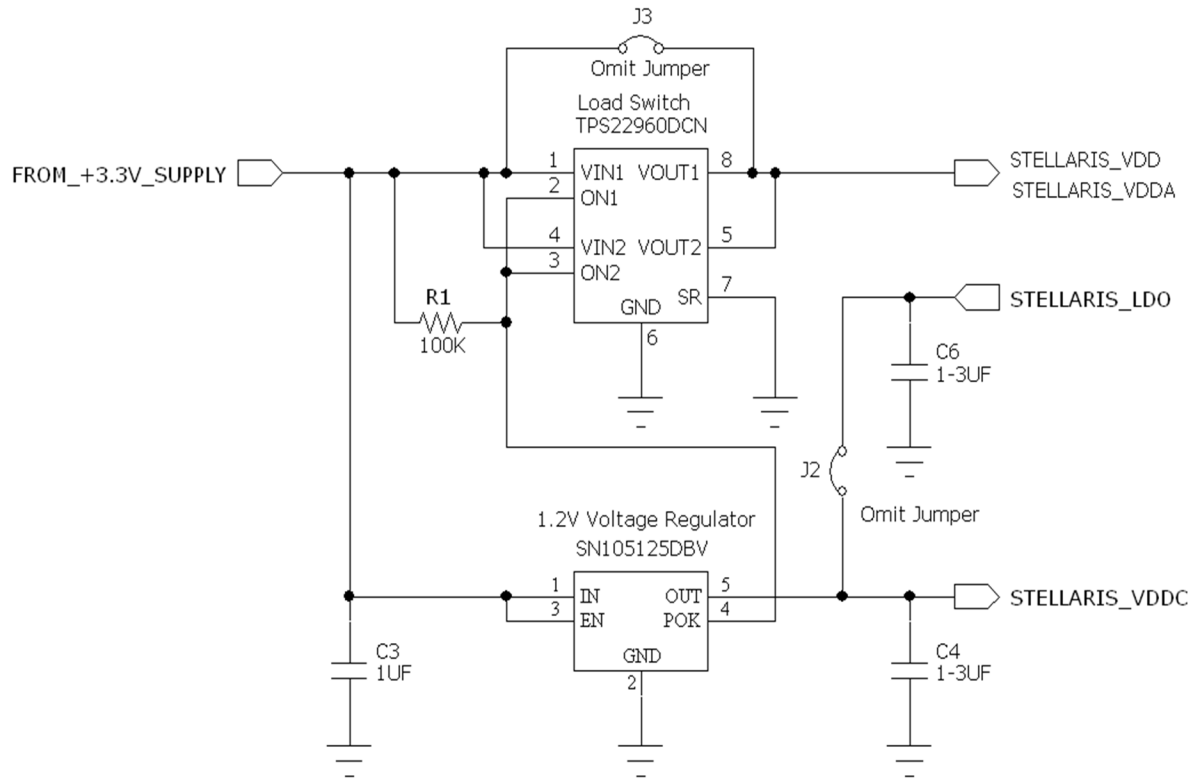 J3
Omit Jumper
Load Switch
TPS22960DCN
FROM_+3.3V_SUPPLY
1 VIN1 VOUT1 8
2 ON1
4 VIN2 VOUT2 5
3 ON2
SR 7
GND
6
STELLARIS_VDD
STELLARIS_VDDA
R1
100K
STELLARIS_LDO
C6
1-3UF
J2
Omit Jumper
1.2V Voltage Regulator
SN105125DBV
1 IN OUT 5
3 EN POK 4
GND
2
STELLARIS_VDDC
C3
1UF
C4
1-3UF